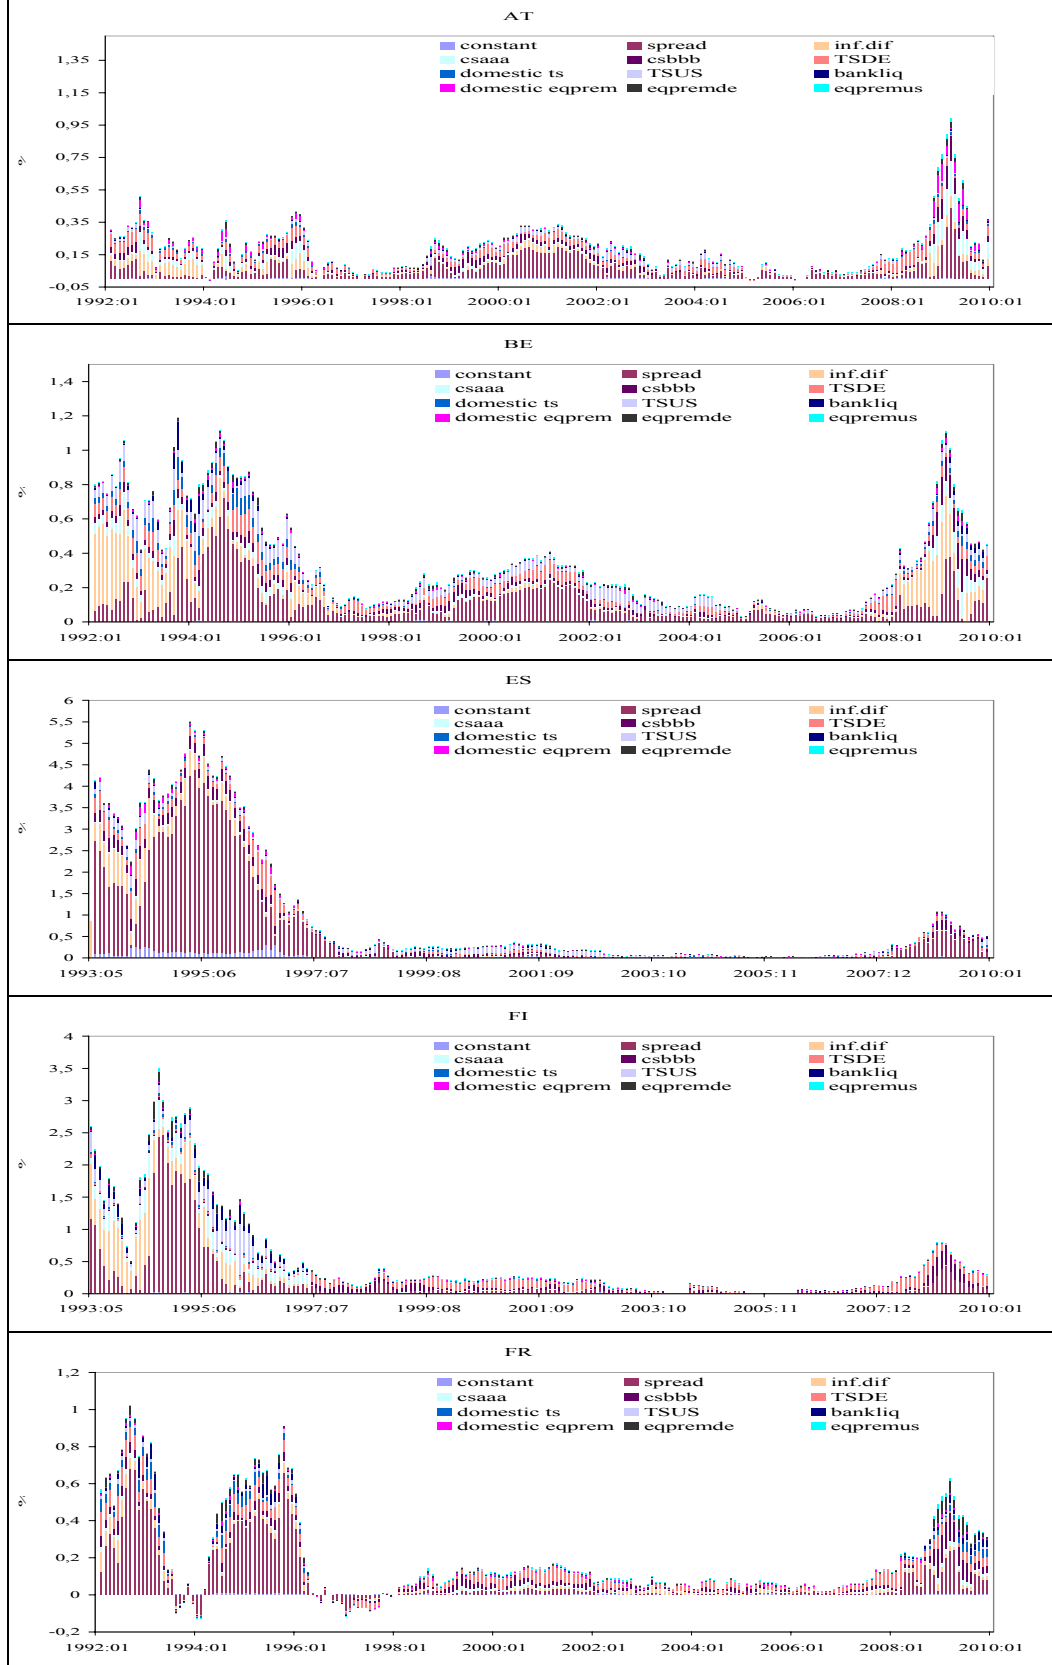 AT
constant spread inf.dif
1,35 csaaa csbbb TSDE
domestic ts TSUS bankliq
1,15 domestic eqprem eqpremde eqpremus
0,95
0,75
%
0,55
0,35
0,15
-0,05
1992:01 1994:01 1996:01 1998:01 2000:01 2002:01 2004:01 2006:01 2008:01 2010:01
BE
constant spread inf.dif
1,4 csaaa csbbb TSDE
domestic ts TSUS bankliq
1,2 domestic eqprem eqpremde eqpremus
1
0,8
%
0,6
0,4
0,2
0
1992:01 1994:01 1996:01 1998:01 2000:01 2002:01 2004:01 2006:01 2008:01 2010:01
ES
6
constant spread inf.dif
5,5 csaaa csbbb TSDE
domestic ts TSUS bankliq
5 domestic eqprem eqpremde eqpremus
4,5
4
3,5
%
3
2,5
2
1,5
1
0,5
0
1993:05 1995:06 1997:07 1999:08 2001:09 2003:10 2005:11 2007:12 2010:01
FI
4
constant spread inf.dif
csaaa csbbb TSDE
3,5 domestic ts TSUS bankliq
domestic eqprem eqpremde eqpremus
3
2,5
2
%
1,5
1
0,5
0
1993:05 1995:06 1997:07 1999:08 2001:09 2003:10 2005:11 2007:12 2010:01
FR
1,2
constant spread inf.dif
csaaa csbbb TSDE
1 domestic ts TSUS bankliq
domestic eqprem eqpremde eqpremus
0,8
0,6
%
0,4
0,2
0
-0,2
1992:01 1994:01 1996:01 1998:01 2000:01 2002:01 2004:01 2006:01 2008:01 2010:01